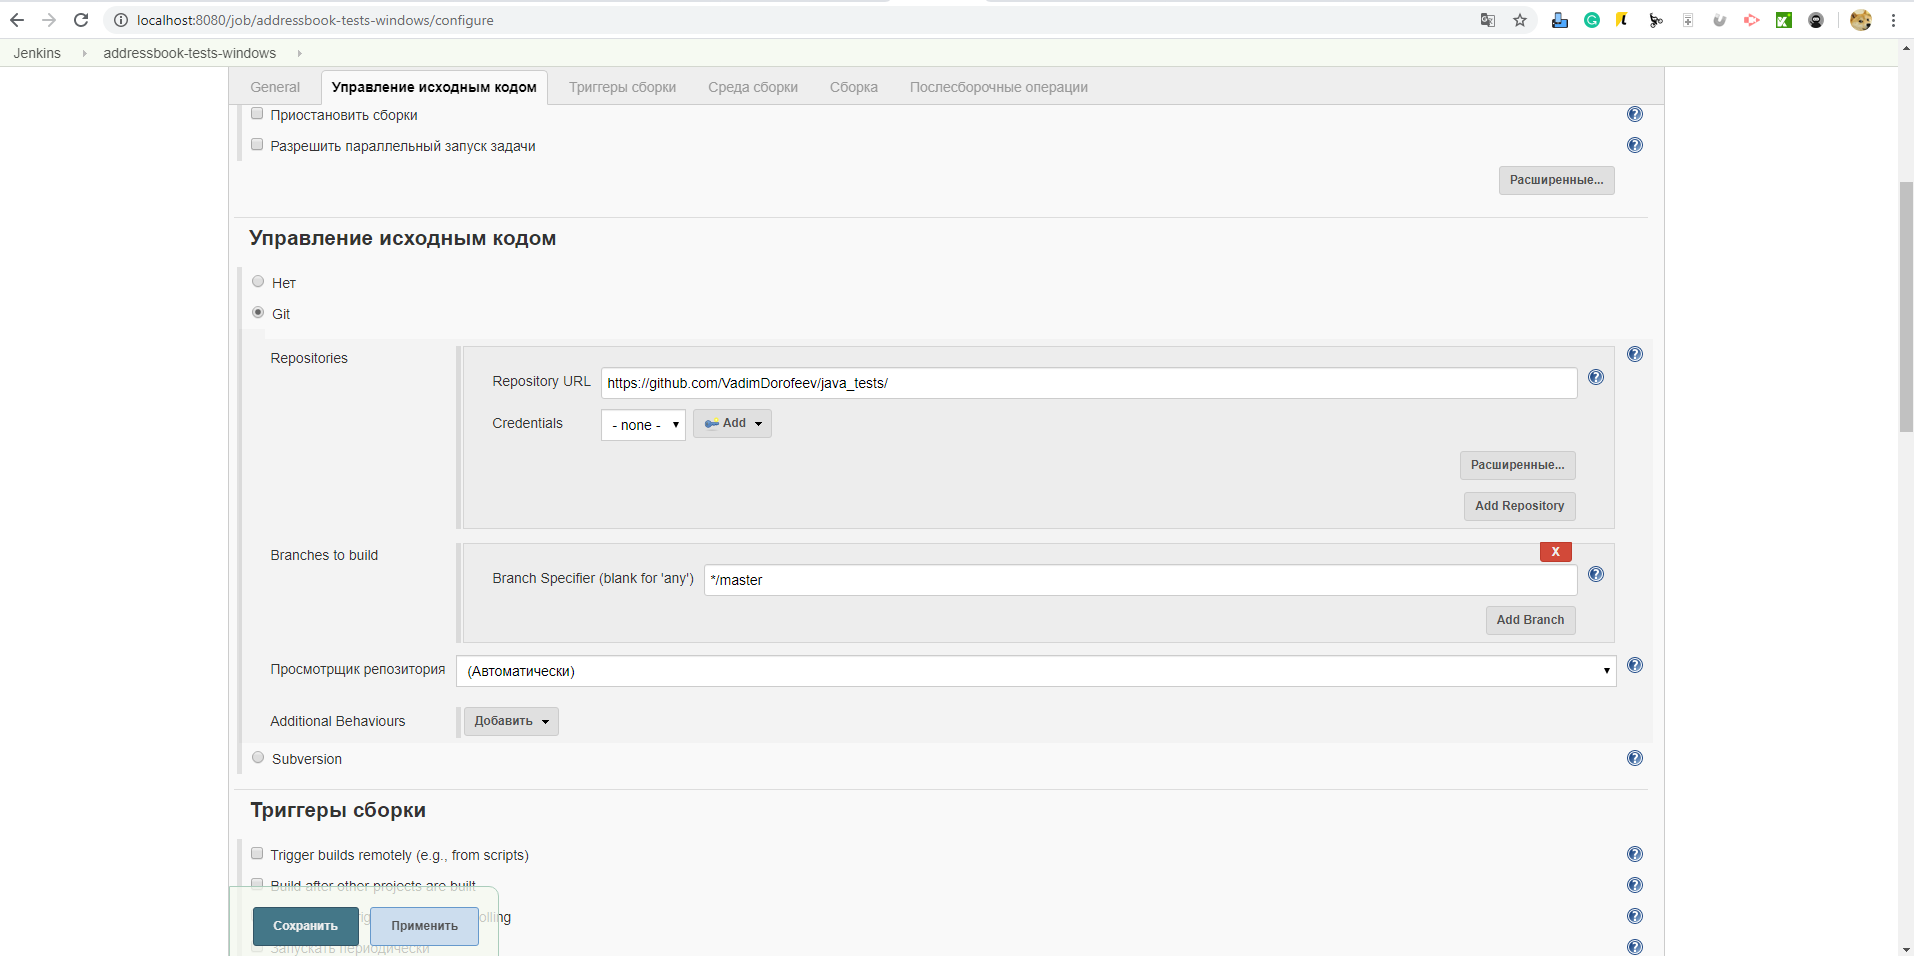 localhost:8080/job/addressbook-tests-windows/configure
Jenkins addressbook-tests-windows
General Управление исходным кодом Триггеры сборки Среда сборки Сборка Послесборочные операции
Приостановить сборки
Разрешить параллельный запуск задачи
Расширенные...
Управление исходным кодом
Нет
Git
Repositories
Repository URL https://github.com/VadimDorofeev/java_tests/
Credentials - none - Add
Расширенные...
Add Repository
Branches to build
X
Branch Specifier (blank for 'any') */master
Add Branch
Просмотрщик репозитория (Автоматически)
Additional Behaviours Добавить
Subversion
Триггеры сборки
Trigger builds remotely (e.g., from scripts)
Build after other projects are built
Сохранить Применить
Запускать периодически